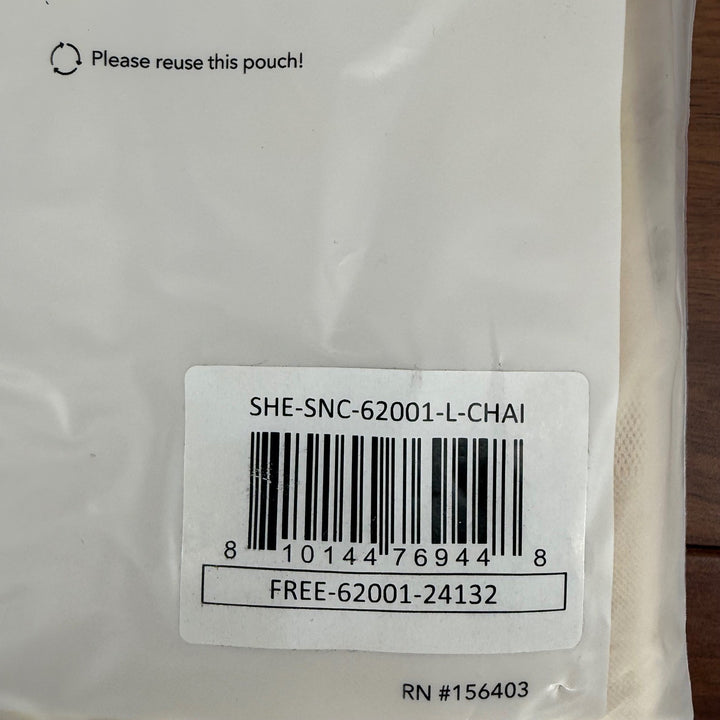 Please reuse this pouch!
SHE-SNC-62001-L-CHAI
8 10144 76944 8
FREE-62001-24132
RN #156403